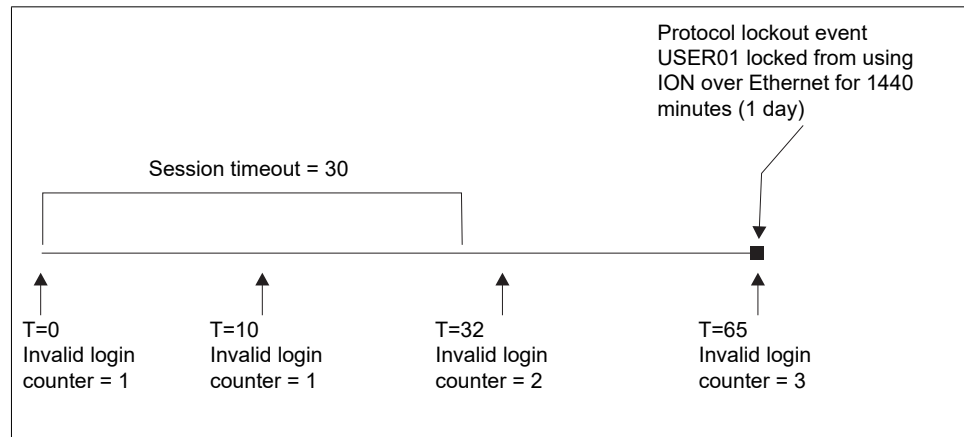 Protocol lockout event
USER01 locked from using
ION over Ethernet for 1440
minutes (1 day)
Session timeout = 30
T=0
Invalid login
counter = 1
T=10
Invalid login
counter = 1
T=32
Invalid login
counter = 2
T=65
Invalid login
counter = 3